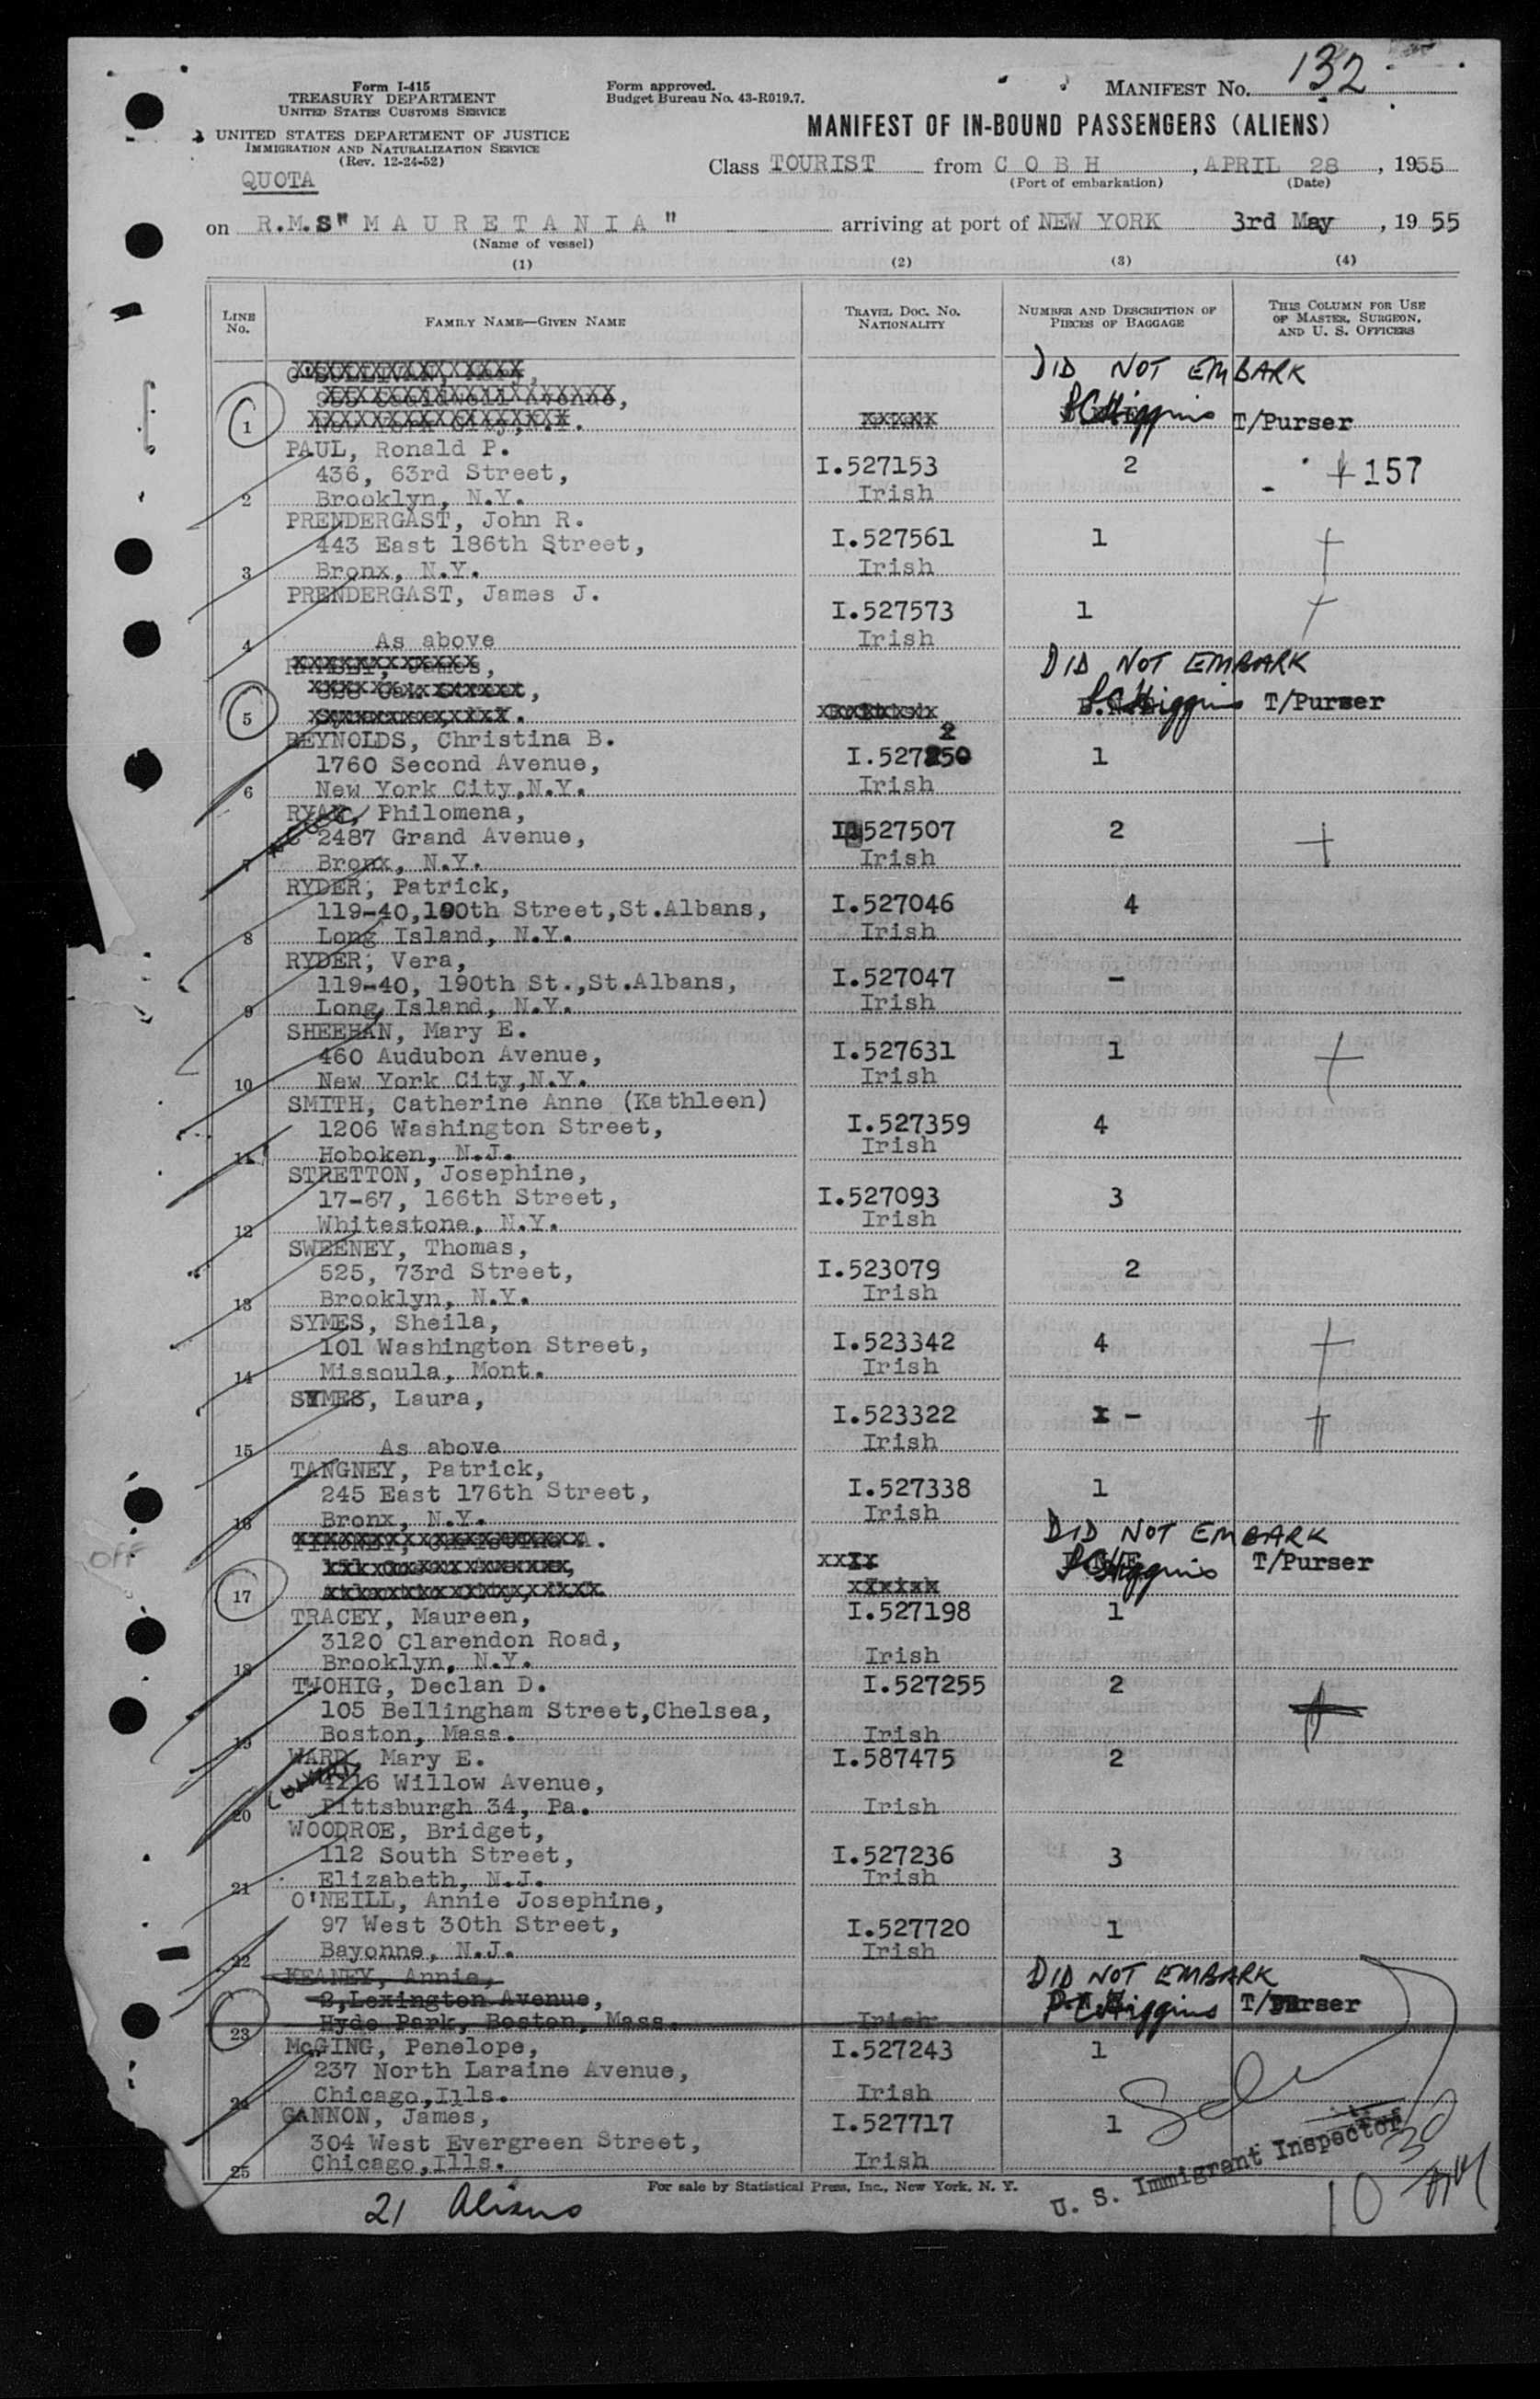 Form I-415
TREASURY DEPARTMENT
UNITED STATES CUSTOMS SERVICE
UNITED STATES DEPARTMENT OF JUSTICE
IMMIGRATION AND NATURALIZATION SERVICE
(Rev. 12-24-52)
QUOTA
Form approved.
Budget Bureau No. 43-R019.7.
MANIFEST NO. 132
MANIFEST OF IN-BOUND PASSENGERS (ALIENS)
Class TOURIST from C O B H, APRIL 28, 1955
(Port of embarkation) (Date)
on R.M.S" M A U R E T A N I A " arriving at port of NEW YORK 3rd May, 1955
(Name of vessel)
(1) (2) (3) (4)
LINE No. FAMILY NAME—GIVEN NAME TRAVEL DOC. NO. NATIONALITY NUMBER AND DESCRIPTION OF PIECES OF BAGGAGE THIS COLUMN FOR USE OF MASTER, SURGEON, AND U. S. OFFICERS
DID NOT EMBARK
1 Higgins T/Purser
PAUL, Ronald P.
436, 63rd Street, I.527153 2 +157
2 Brooklyn, N.Y. Irish
PRENDERGAST, John R.
443 East 186th Street, I.527561 1
3 Bronx, N.Y. Irish
PRENDERGAST, James J.
I.527573 1
4 As above Irish
DID NOT EMBARK
5 Higgins T/Purser
REYNOLDS, Christina B. 2
1760 Second Avenue, I.527250 1
6 New York City,N.Y. Irish
RYAN, Philomena,
2487 Grand Avenue, I.527507 2
7 Bronx, N.Y. Irish
RYDER, Patrick,
119-40,190th Street,St.Albans, I.527046 4
8 Long Island, N.Y. Irish
RYDER, Vera,
119-40, 190th St.,St.Albans, I.527047 -
9 Long Island, N.Y. Irish
SHEEHAN, Mary E.
460 Audubon Avenue, I.527631 1
10 New York City,N.Y. Irish
SMITH, Catherine Anne (Kathleen)
1206 Washington Street, I.527359 4
11 Hoboken, N.J. Irish
STRETTON, Josephine,
17-67, 166th Street, I.527093 3
12 Whitestone, N.Y. Irish
SWEENEY, Thomas,
525, 73rd Street, I.523079 2
13 Brooklyn, N.Y. Irish
SYMES, Sheila,
101 Washington Street, I.523342 4
14 Missoula, Mont. Irish
SYMES, Laura,
I.523322 -
15 As above Irish
TANGNEY, Patrick,
245 East 176th Street, I.527338 1
16 Bronx, N.Y. Irish
DID NOT EMBARK
off
17 Higgins T/Purser
TRACEY, Maureen, I.527198 1
3120 Clarendon Road,
18 Brooklyn, N.Y. Irish
TWOHIG, Declan D. I.527255 2
105 Bellingham Street,Chelsea,
19 Boston, Mass. Irish
WARD, Mary E. I.587475 2
4216 Willow Avenue,
20 Pittsburgh 34, Pa. Irish
WOODROE, Bridget,
112 South Street, I.527236 3
21 Elizabeth, N.J. Irish
O'NEILL, Annie Josephine,
97 West 30th Street, I.527720 1
22 Bayonne, N.J. Irish
KEANEY, Annie, DID NOT EMBARK
2,Lexington Avenue, Higgins T/Purser
23 Hyde Park, Boston, Mass. Irish
McGING, Penelope, I.527243 1
237 North Laraine Avenue,
24 Chicago,Ills. Irish
GANNON, James, I.527717 1
304 West Evergreen Street,
25 Chicago,Ills. Irish
U. S. Immigrant Inspector
10 30 AM
For sale by Statistical Press, Inc., New York, N. Y.
21 Aliens